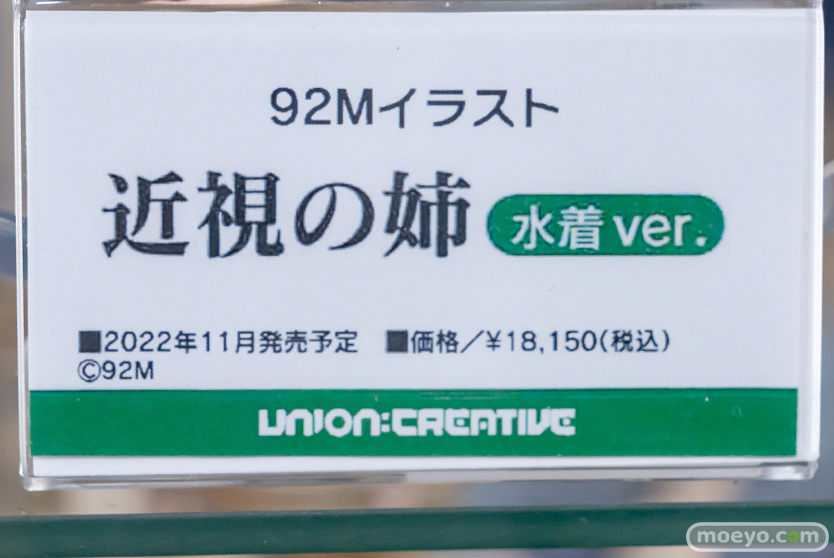 92Mイラスト
近視の姉 水着ver.
■2022年11月発売予定 ■価格／¥18,150(税込)
©92M
UNION:CREATIVE
moeyo.com